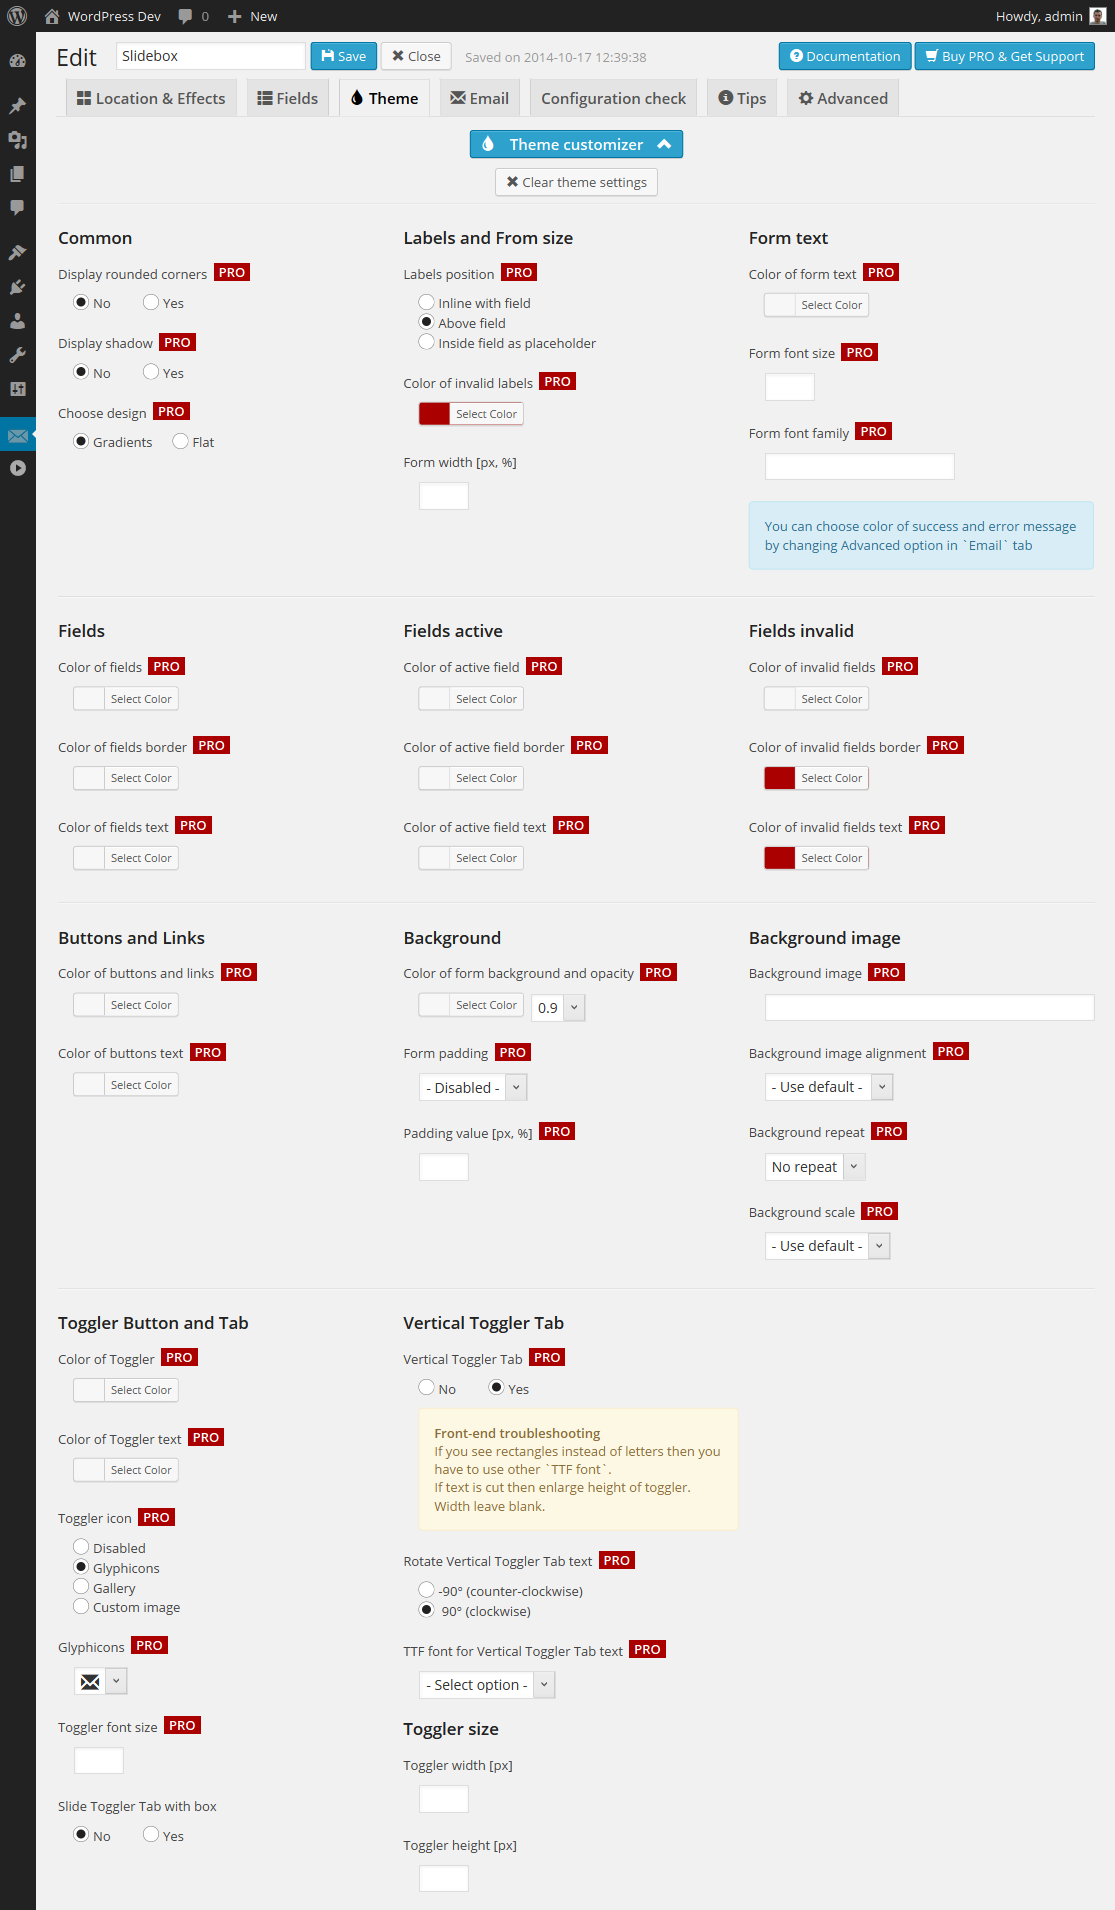 WordPress Dev 0 New Howdy, admin
Edit Slidebox Save Close Saved on 2014-10-17 12:39:38 Documentation Buy PRO & Get Support
Location & Effects Fields Theme Email Configuration check Tips Advanced
Theme customizer
Clear theme settings
Common
Display rounded corners PRO
No Yes
Display shadow PRO
No Yes
Choose design PRO
Gradients Flat
Labels and From size
Labels position PRO
Inline with field
Above field
Inside field as placeholder
Color of invalid labels PRO
Select Color
Form width [px, %]
Form text
Color of form text PRO
Select Color
Form font size PRO
Form font family PRO
You can choose color of success and error message
by changing Advanced option in `Email` tab
Fields
Color of fields PRO
Select Color
Color of fields border PRO
Select Color
Color of fields text PRO
Select Color
Fields active
Color of active field PRO
Select Color
Color of active field border PRO
Select Color
Color of active field text PRO
Select Color
Fields invalid
Color of invalid fields PRO
Select Color
Color of invalid fields border PRO
Select Color
Color of invalid fields text PRO
Select Color
Buttons and Links
Color of buttons and links PRO
Select Color
Color of buttons text PRO
Select Color
Background
Color of form background and opacity PRO
Select Color 0.9
Form padding PRO
- Disabled -
Padding value [px, %] PRO
Background image
Background image PRO
Background image alignment PRO
- Use default -
Background repeat PRO
No repeat
Background scale PRO
- Use default -
Toggler Button and Tab
Color of Toggler PRO
Select Color
Color of Toggler text PRO
Select Color
Toggler icon PRO
Disabled
Glyphicons
Gallery
Custom image
Glyphicons PRO
Toggler font size PRO
Slide Toggler Tab with box
No Yes
Vertical Toggler Tab
Vertical Toggler Tab PRO
No Yes
Front-end troubleshooting
If you see rectangles instead of letters then you
have to use other `TTF font`.
If text is cut then enlarge height of toggler.
Width leave blank.
Rotate Vertical Toggler Tab text PRO
-90° (counter-clockwise)
90° (clockwise)
TTF font for Vertical Toggler Tab text PRO
- Select option -
Toggler size
Toggler width [px]
Toggler height [px]